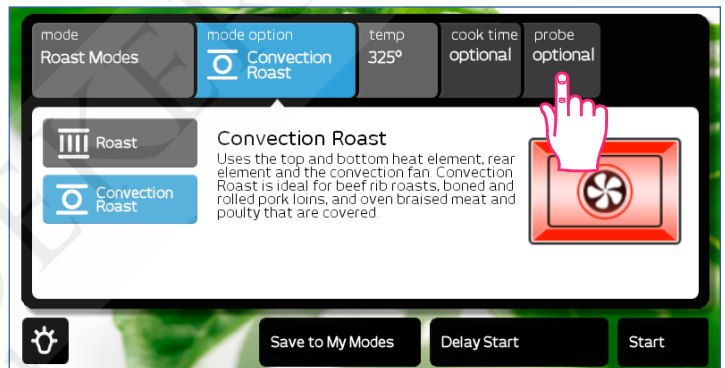 mode
Roast Modes
mode option
Convection
Roast
temp
325°
cook time
optional
probe
optional
Roast
Convection
Roast
Convection Roast
Uses the top and bottom heat element, rear
element and the convection fan. Convection
Roast is ideal for beef rib roasts, boned and
rolled pork loins, and oven braised meat and
poulty that are covered.
Save to My Modes
Delay Start
Start